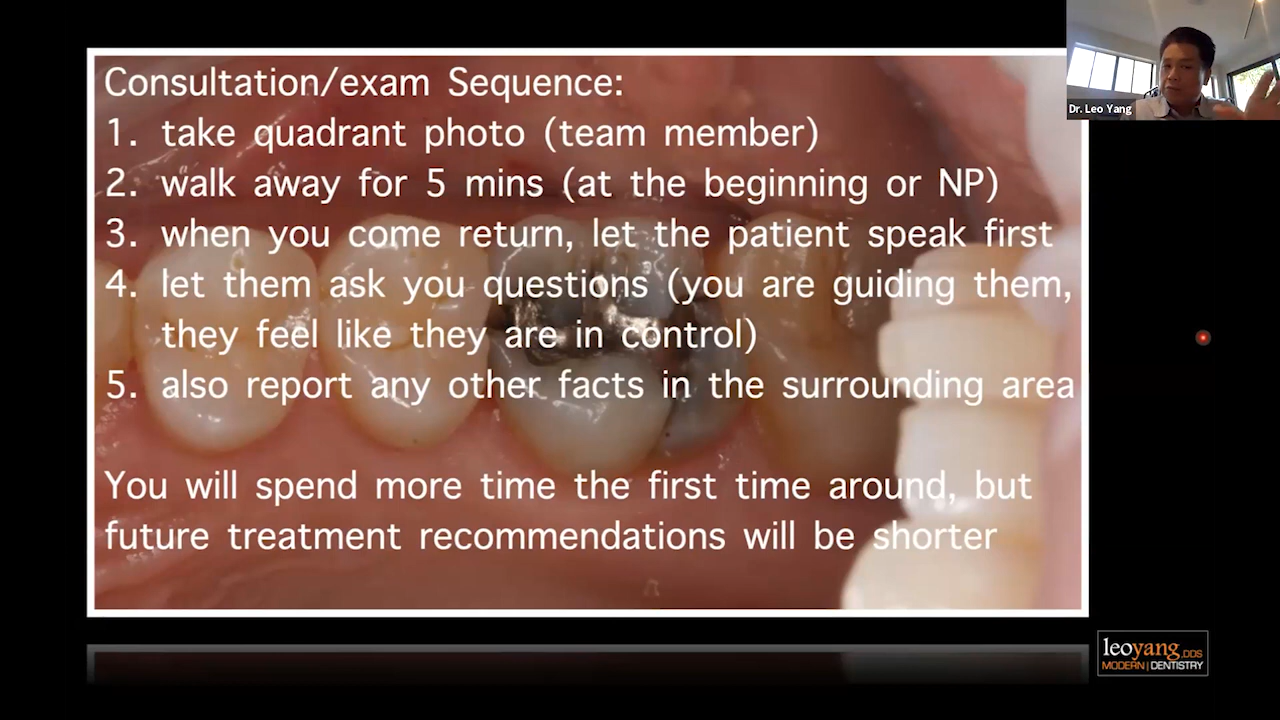 Consultation/exam Sequence:
1. take quadrant photo (team member)
2. walk away for 5 mins (at the beginning or NP)
3. when you come return, let the patient speak first
4. let them ask you questions (you are guiding them,
they feel like they are in control)
5. also report any other facts in the surrounding area
You will spend more time the first time around, but
future treatment recommendations will be shorter
Dr. Leo Yang
leoyang.DDS
MODERN | DENTISTRY